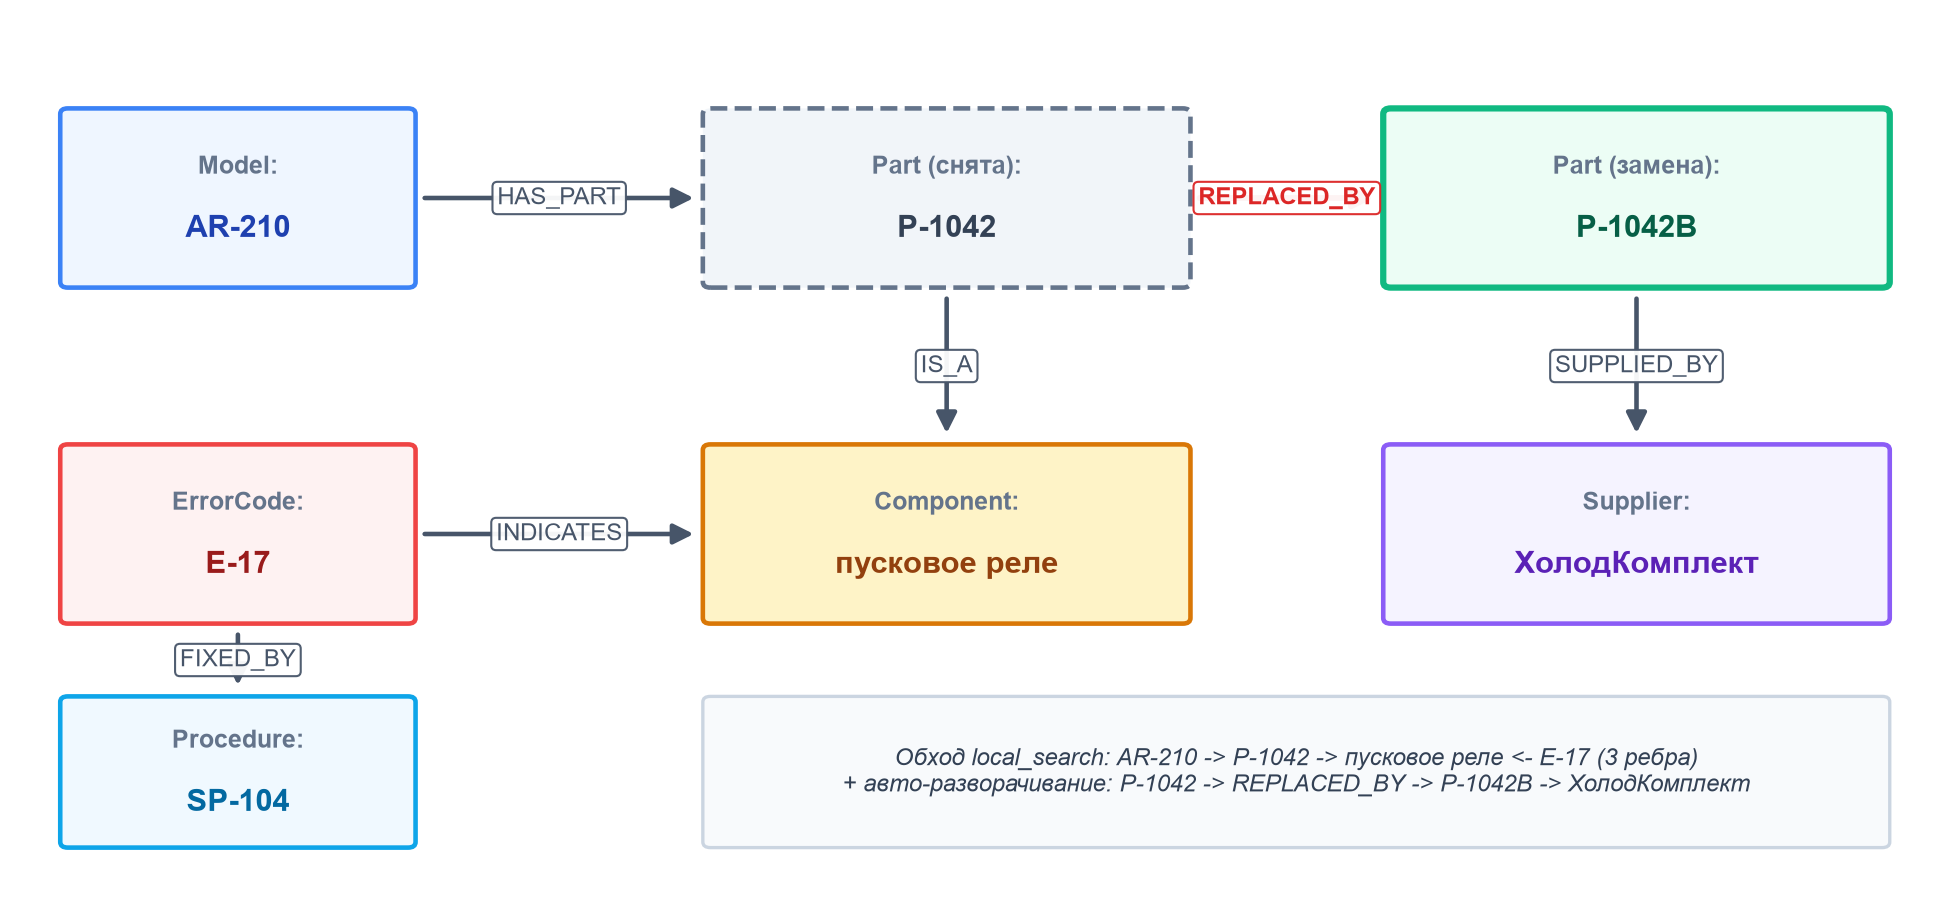 Model:
AR-210
HAS_PART
Part (снята):
P-1042
REPLACED_BY
Part (замена):
P-1042B
IS_A
SUPPLIED_BY
ErrorCode:
E-17
INDICATES
Component:
пусковое реле
Supplier:
ХолодКомплект
FIXED_BY
Procedure:
SP-104
Обход local_search: AR-210 -> P-1042 -> пусковое реле <- E-17 (3 ребра)
+ авто-разворачивание: P-1042 -> REPLACED_BY -> P-1042B -> ХолодКомплект